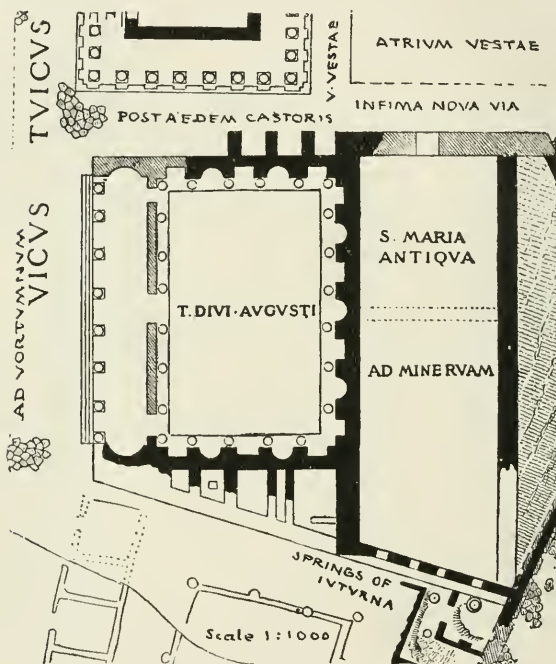 ATRIVM VESTAE
V. VESTAE
INFIMA NOVA VIA
POST AEDEM CASTORIS
TVICVS
AD VORTVMNVM
VICVS
S. MARIA
ANTIQVA
T. DIVI·AVGVSTI
AD MINERVAM
SPRINGS OF
IVTVRNA
Scale 1:1000